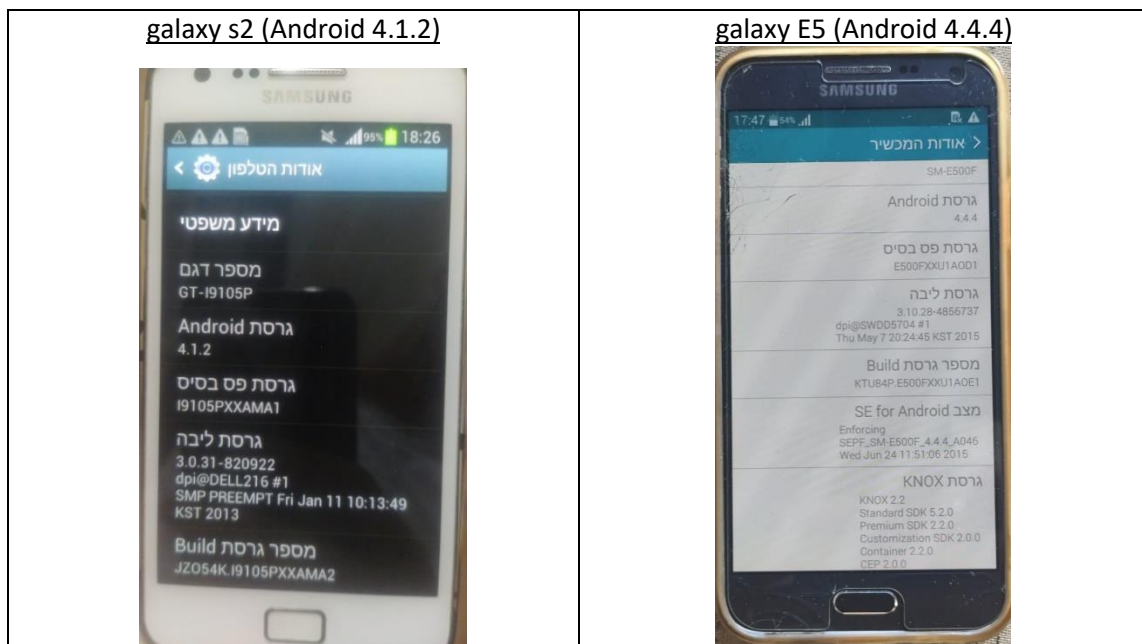 galaxy s2 (Android 4.1.2)
SAMSUNG
95% 18:26
אודות הטלפון
מידע משפטי
מספר דגם
GT-I9105P
גרסת Android
4.1.2
גרסת פס בסיס
I9105PXXAMA1
גרסת ליבה
3.0.31-820922
dpi@DELL216 #1
SMP PREEMPT Fri Jan 11 10:13:49
KST 2013
מספר גרסת Build
JZO54K.I9105PXXAMA2
galaxy E5 (Android 4.4.4)
SAMSUNG
17:47 54%
אודות המכשיר
SM-E500F
גרסת Android
4.4.4
גרסת פס בסיס
E500FXXU1AOD1
גרסת ליבה
3.10.28-4856737
dpi@SWDD5704 #1
Thu May 7 20:24:45 KST 2015
מספר גרסת Build
KTU84P.E500FXXU1AOE1
מצב SE for Android
Enforcing
SEPF_SM-E500F_4.4.4_A046
Wed Jun 24 11:51:06 2015
גרסת KNOX
KNOX 2.2
Standard SDK 5.2.0
Premium SDK 2.2.0
Customization SDK 2.0.0
Container 2.2.0
CEP 2.0.0